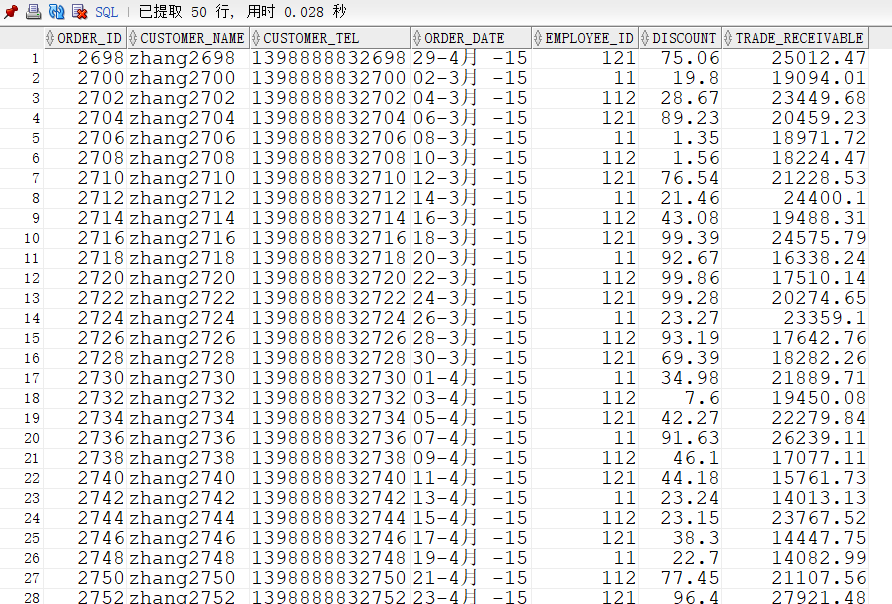 SQL | 已提取 50 行, 用时 0.028 秒
ORDER_ID CUSTOMER_NAME CUSTOMER_TEL ORDER_DATE EMPLOYEE_ID DISCOUNT TRADE_RECEIVABLE
1 2698 zhang2698 1398888832698 29-4月 -15 121 75.06 25012.47
2 2700 zhang2700 1398888832700 02-3月 -15 11 19.8 19094.01
3 2702 zhang2702 1398888832702 04-3月 -15 112 28.67 23449.68
4 2704 zhang2704 1398888832704 06-3月 -15 121 89.23 20459.23
5 2706 zhang2706 1398888832706 08-3月 -15 11 1.35 18971.72
6 2708 zhang2708 1398888832708 10-3月 -15 112 1.56 18224.47
7 2710 zhang2710 1398888832710 12-3月 -15 121 76.54 21228.53
8 2712 zhang2712 1398888832712 14-3月 -15 11 21.46 24400.1
9 2714 zhang2714 1398888832714 16-3月 -15 112 43.08 19488.31
10 2716 zhang2716 1398888832716 18-3月 -15 121 99.39 24575.79
11 2718 zhang2718 1398888832718 20-3月 -15 11 92.67 16338.24
12 2720 zhang2720 1398888832720 22-3月 -15 112 99.86 17510.14
13 2722 zhang2722 1398888832722 24-3月 -15 121 99.28 20274.65
14 2724 zhang2724 1398888832724 26-3月 -15 11 23.27 23359.1
15 2726 zhang2726 1398888832726 28-3月 -15 112 93.19 17642.76
16 2728 zhang2728 1398888832728 30-3月 -15 121 69.39 18282.26
17 2730 zhang2730 1398888832730 01-4月 -15 11 34.98 21889.71
18 2732 zhang2732 1398888832732 03-4月 -15 112 7.6 19450.08
19 2734 zhang2734 1398888832734 05-4月 -15 121 42.27 22279.84
20 2736 zhang2736 1398888832736 07-4月 -15 11 91.63 26239.11
21 2738 zhang2738 1398888832738 09-4月 -15 112 46.1 17077.11
22 2740 zhang2740 1398888832740 11-4月 -15 121 44.18 15761.73
23 2742 zhang2742 1398888832742 13-4月 -15 11 23.24 14013.13
24 2744 zhang2744 1398888832744 15-4月 -15 112 23.15 23767.52
25 2746 zhang2746 1398888832746 17-4月 -15 121 38.3 14447.75
26 2748 zhang2748 1398888832748 19-4月 -15 11 22.7 14082.99
27 2750 zhang2750 1398888832750 21-4月 -15 112 77.45 21107.56
28 2752 zhang2752 1398888832752 23-4月 -15 121 96.4 27921.48